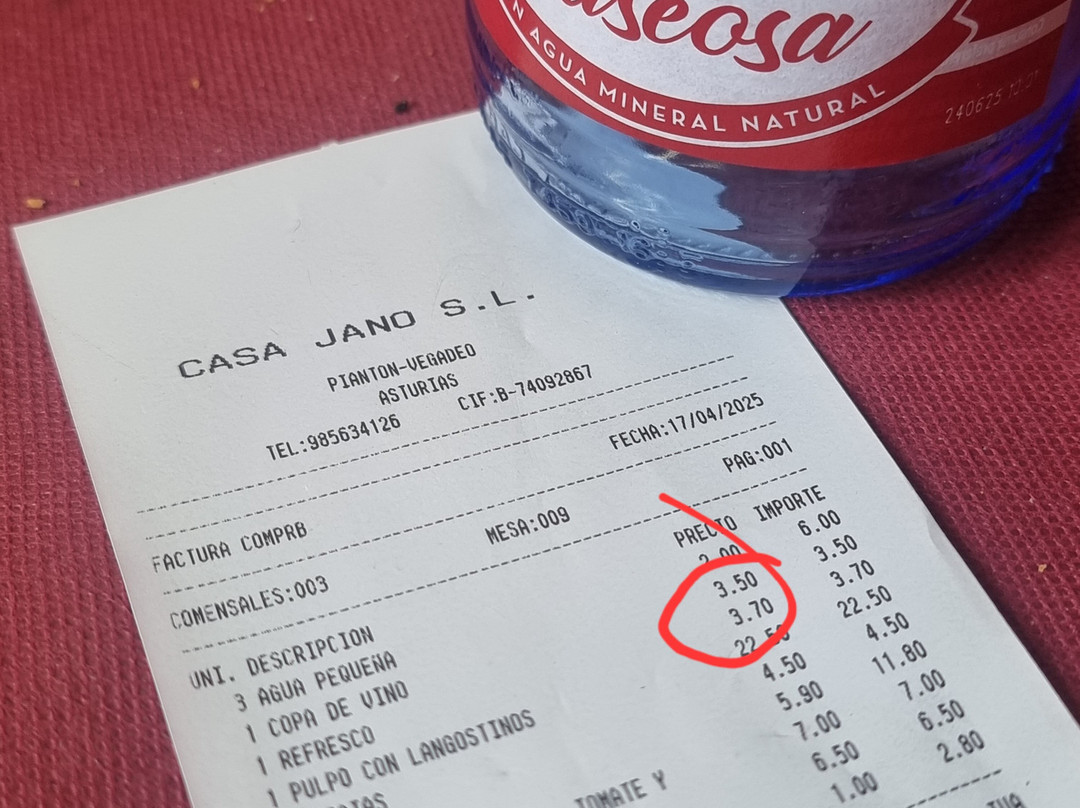 aseosa
N AGUA MINERAL NATURAL
240625
CASA JANO S.L.
PIANTON-VEGADEO
ASTURIAS
TEL:985634126 CIF:B-74092867
FECHA:17/04/2025
FACTURA COMPRB MESA:009 PAG:001
COMENSALES:003
UNI. DESCRIPCION PRECIO IMPORTE
3 AGUA PEQUEÑA 2.00 6.00
1 COPA DE VINO 3.50 3.50
1 REFRESCO 3.70 3.70
1 PULPO CON LANGOSTINOS 22.50 22.50
4.50 4.50
TOMATE Y 5.90 11.80
7.00 7.00
6.50 6.50
1.00 2.80